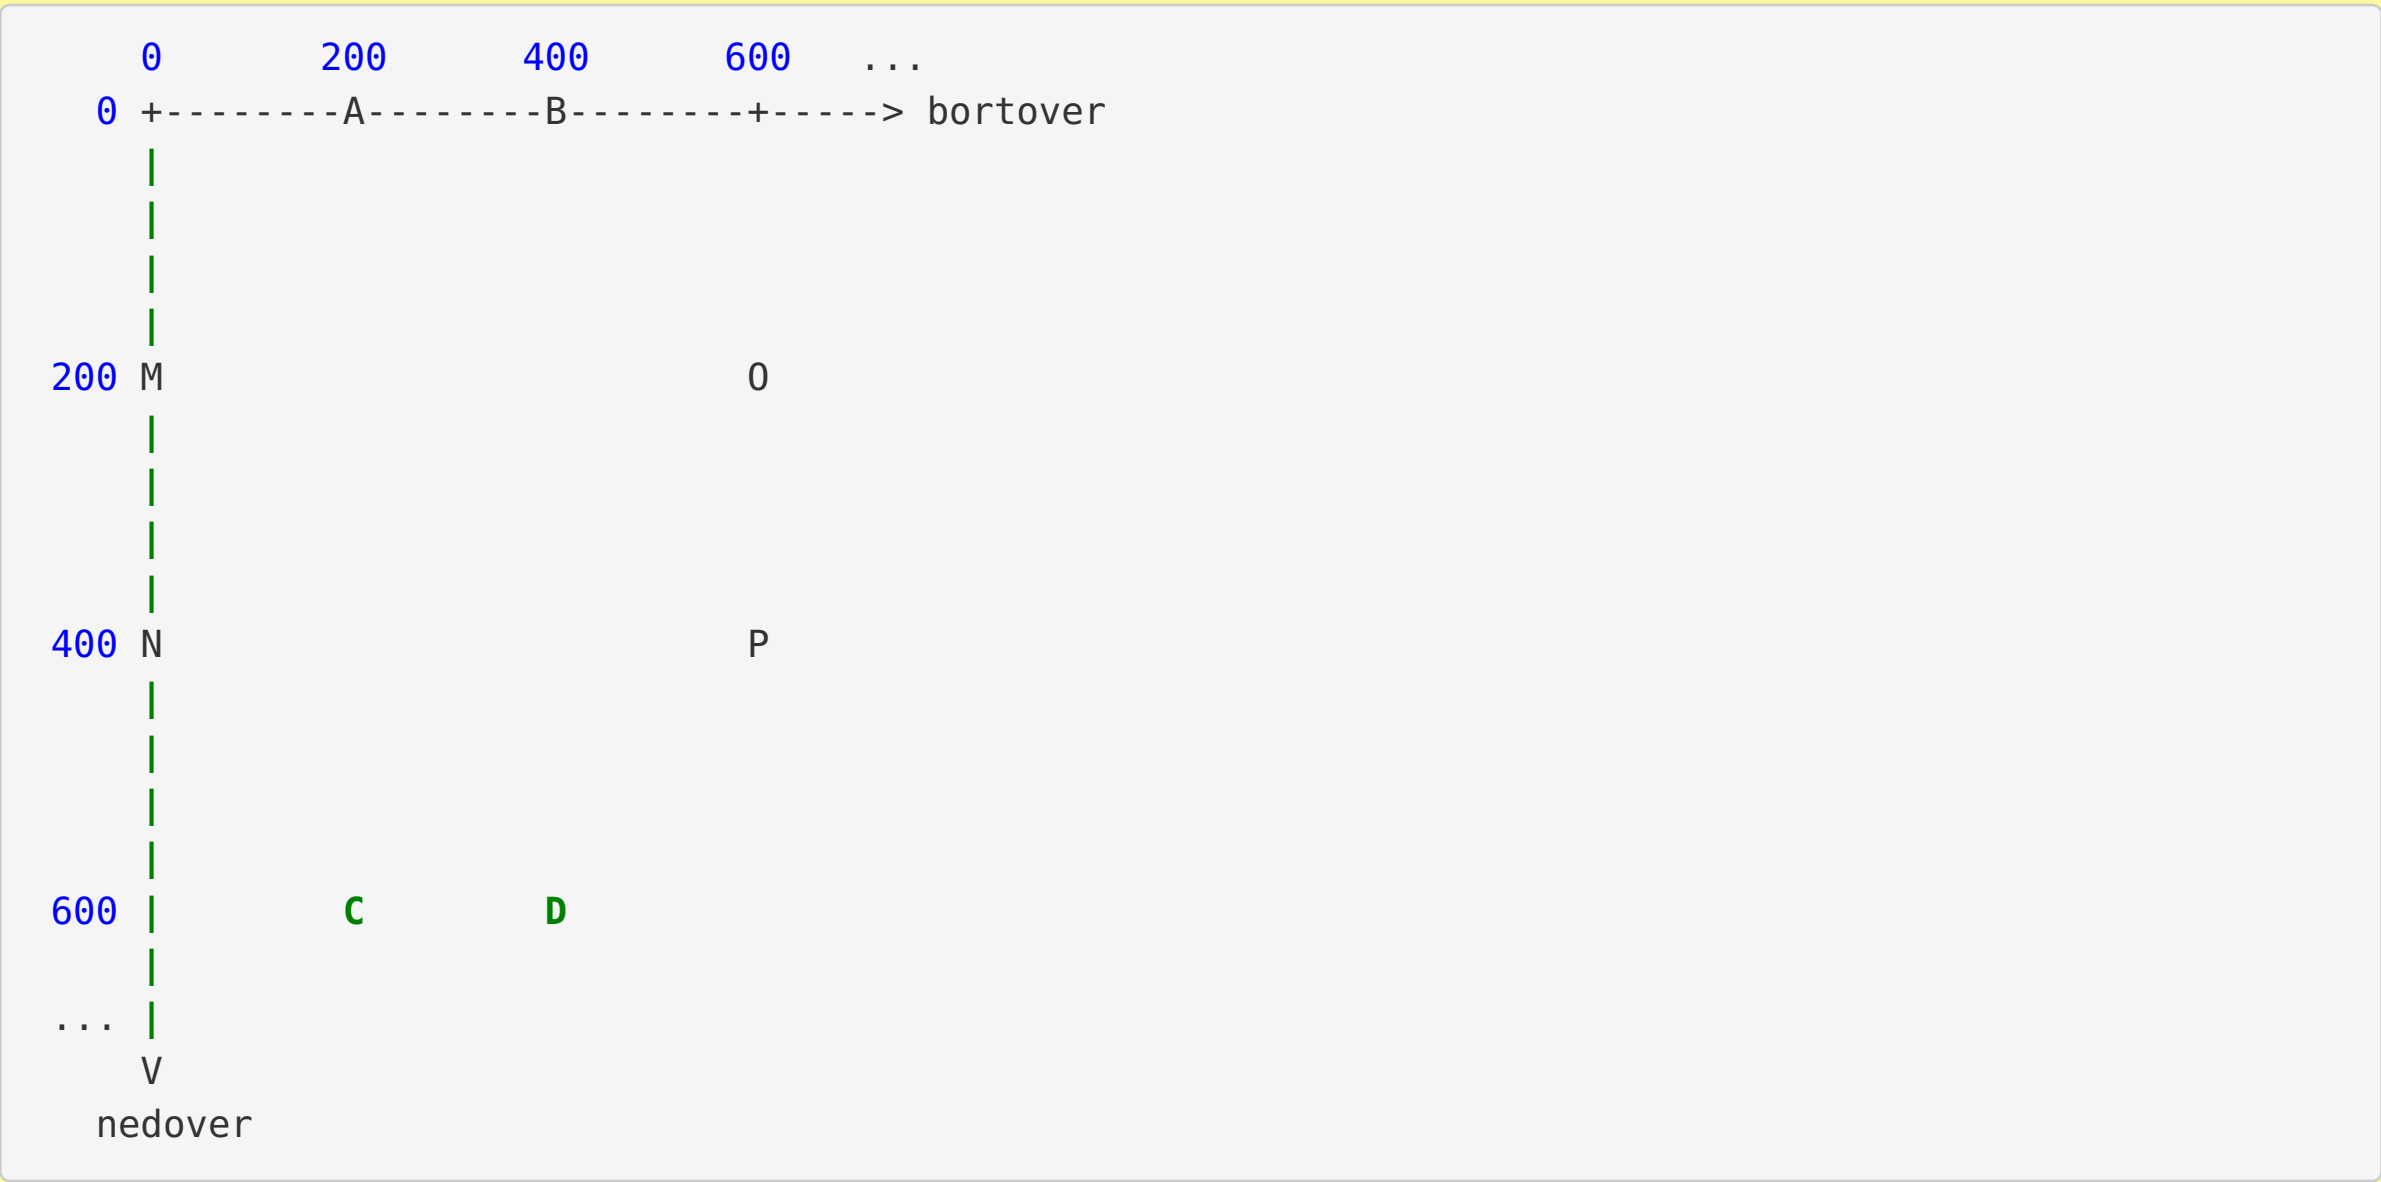 0       200      400      600   ...
  0 +--------A--------B--------+-----> bortover
    |
    |
    |
    |
200 M                          O
    |
    |
    |
    |
400 N                          P
    |
    |
    |
    |
600 |        C        D
    |
... |
    V
  nedover